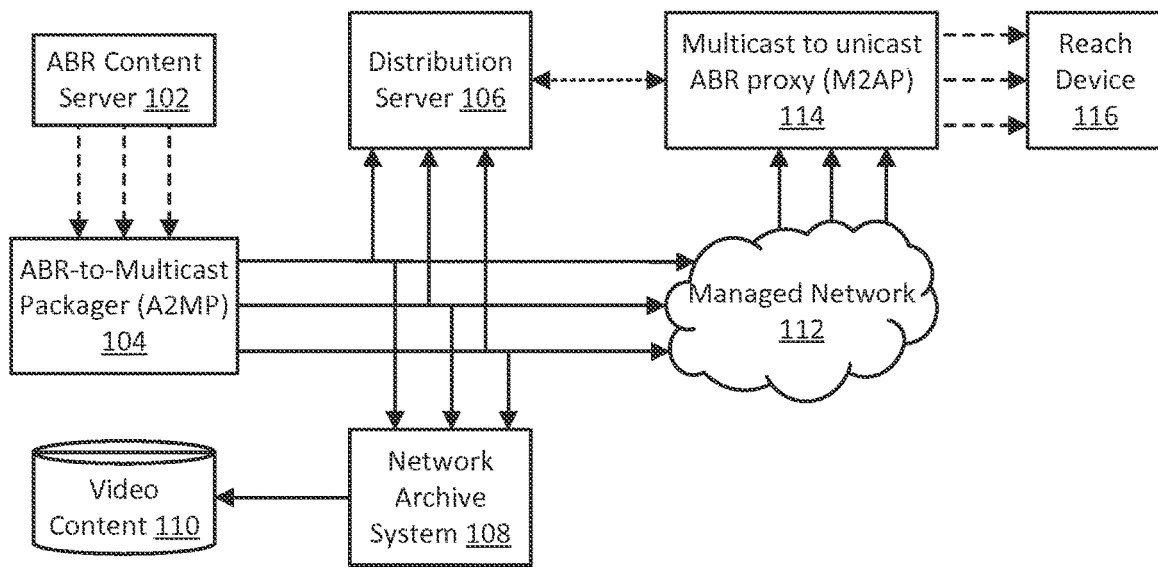 ABR Content
Server 102
Distribution
Server 106
Multicast to unicast
ABR proxy (M2AP)
114
Reach
Device
116
ABR-to-Multicast
Packager (A2MP)
104
Managed Network
112
Video
Content 110
Network
Archive
System 108